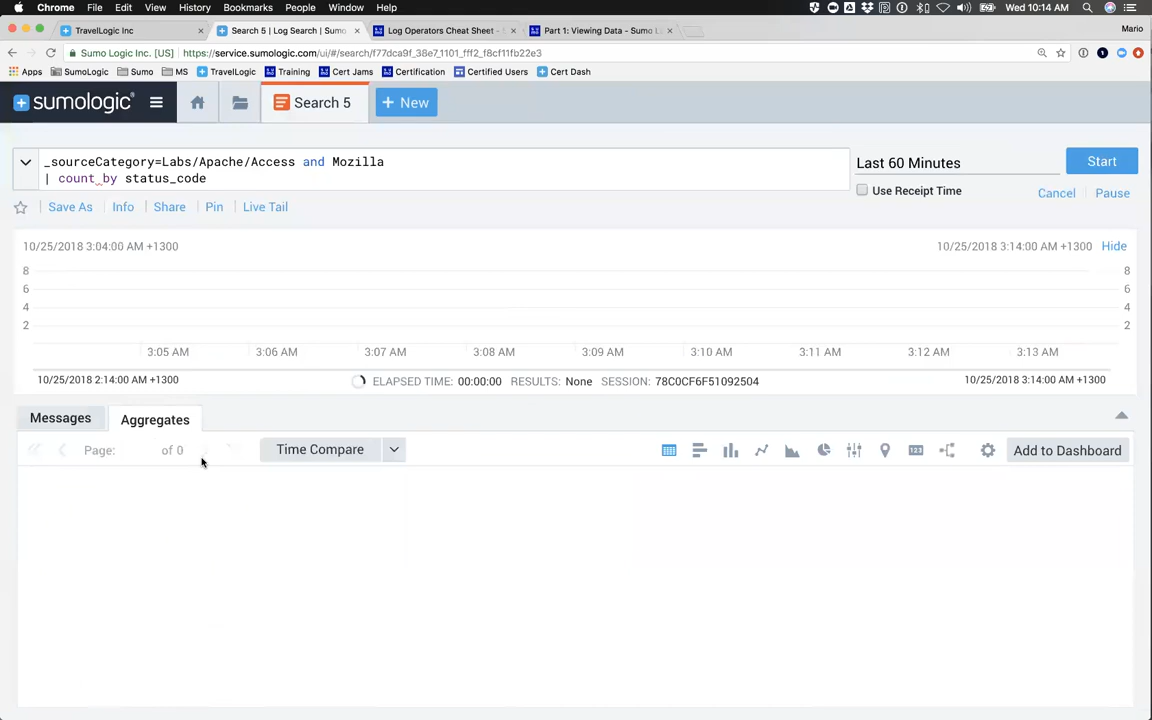 Chrome File Edit View History Bookmarks People Window Help Wed 10:14 AM
TravelLogic Inc Search 5 | Log Search | Sumo Log Operators Cheat Sheet - Part 1: Viewing Data - Sumo L Mario
Sumo Logic Inc. [US] https://service.sumologic.com/ui/#/search/f77dca9f_38e7_1101_fff2_f8cf11fb22e3
Apps SumoLogic Sumo MS TravelLogic Training Cert Jams Certification Certified Users Cert Dash
sumologic Search 5 + New
_sourceCategory=Labs/Apache/Access and Mozilla
| count by status_code
Last 60 Minutes Start
Use Receipt Time Cancel Pause
Save As Info Share Pin Live Tail
10/25/2018 3:04:00 AM +1300 10/25/2018 3:14:00 AM +1300 Hide
8 8
6 6
4 4
2 2
3:05 AM 3:06 AM 3:07 AM 3:08 AM 3:09 AM 3:10 AM 3:11 AM 3:12 AM 3:13 AM
10/25/2018 2:14:00 AM +1300 ELAPSED TIME: 00:00:00 RESULTS: None SESSION: 78C0CF6F51092504 10/25/2018 3:14:00 AM +1300
Messages Aggregates
Page: of 0 Time Compare 123 Add to Dashboard